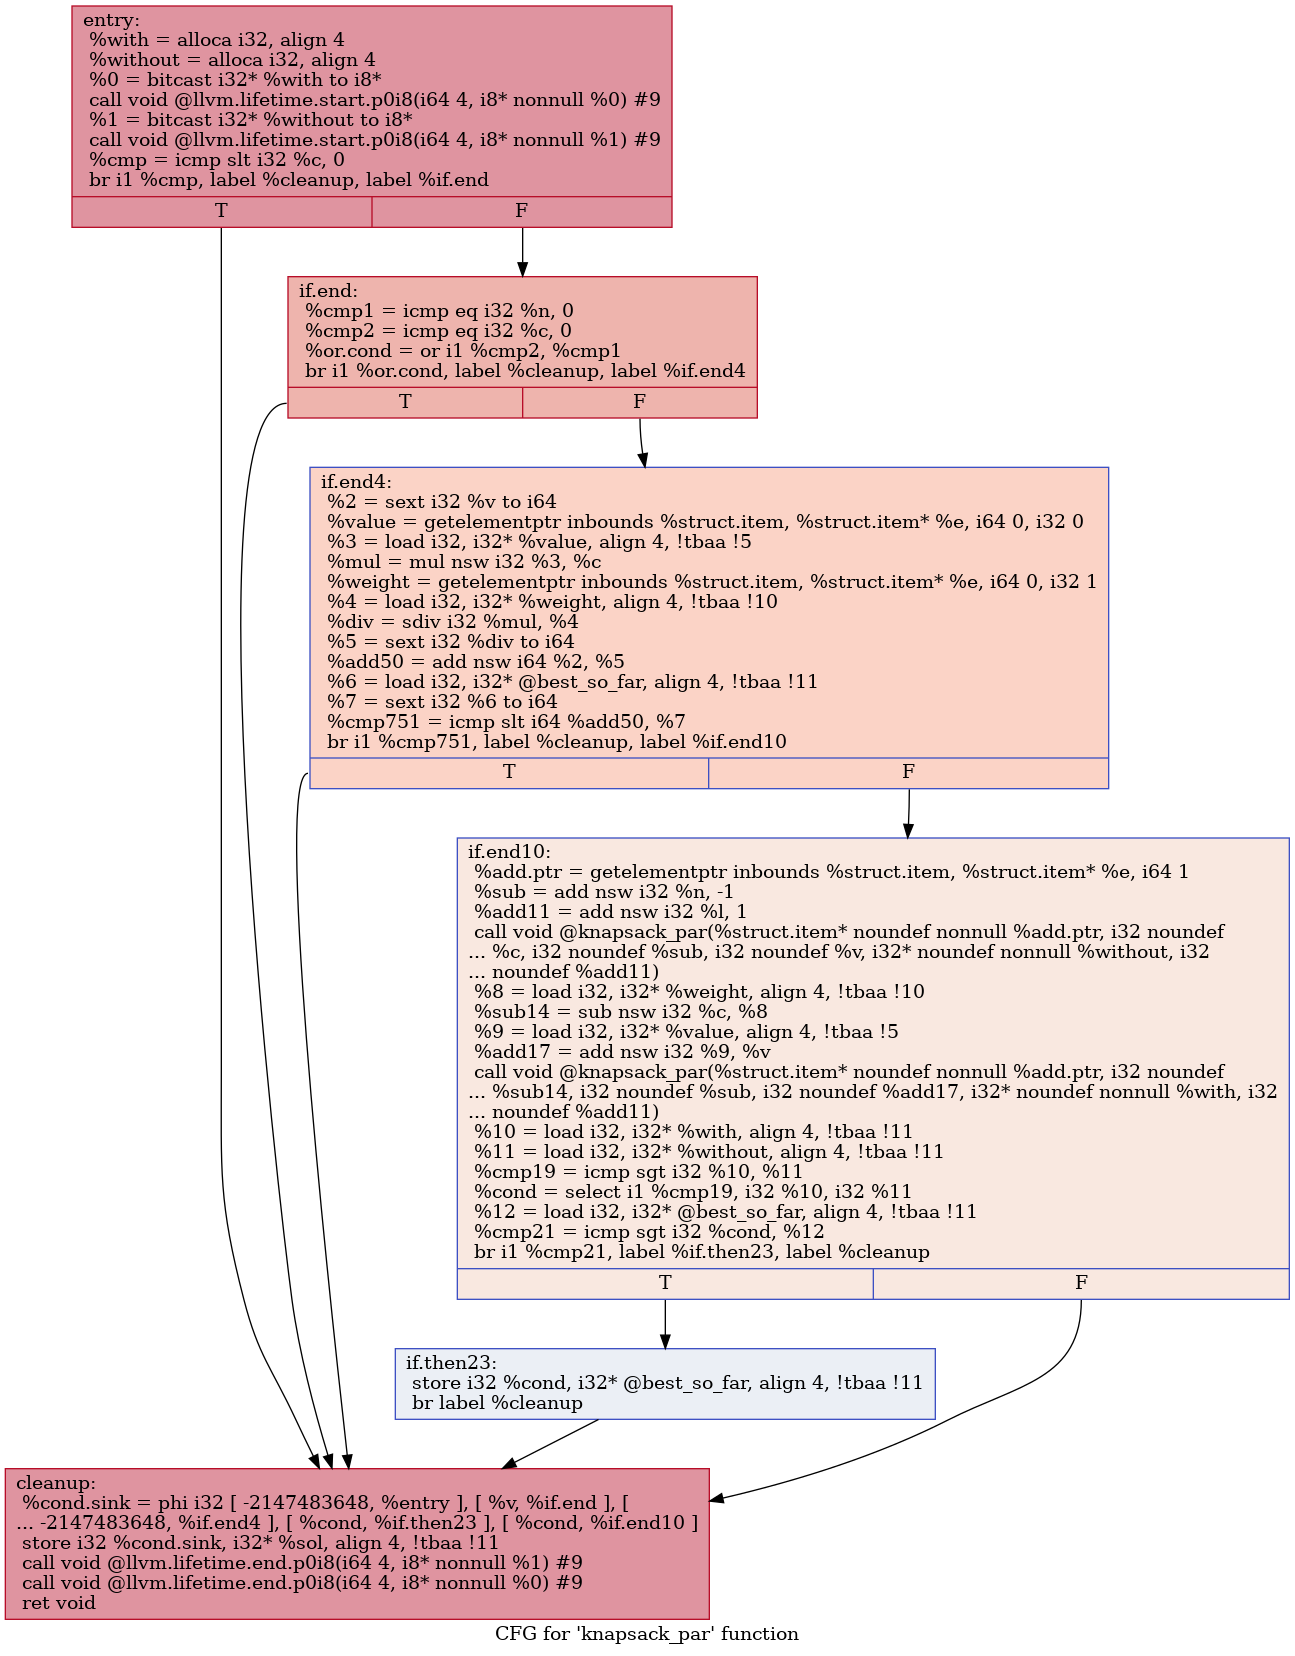 entry:
%with = alloca i32, align 4
%without = alloca i32, align 4
%0 = bitcast i32* %with to i8*
call void @llvm.lifetime.start.p0i8(i64 4, i8* nonnull %0) #9
%1 = bitcast i32* %without to i8*
call void @llvm.lifetime.start.p0i8(i64 4, i8* nonnull %1) #9
%cmp = icmp slt i32 %c, 0
br i1 %cmp, label %cleanup, label %if.end
T F
if.end:
%cmp1 = icmp eq i32 %n, 0
%cmp2 = icmp eq i32 %c, 0
%or.cond = or i1 %cmp2, %cmp1
br i1 %or.cond, label %cleanup, label %if.end4
T F
if.end4:
%2 = sext i32 %v to i64
%value = getelementptr inbounds %struct.item, %struct.item* %e, i64 0, i32 0
%3 = load i32, i32* %value, align 4, !tbaa !5
%mul = mul nsw i32 %3, %c
%weight = getelementptr inbounds %struct.item, %struct.item* %e, i64 0, i32 1
%4 = load i32, i32* %weight, align 4, !tbaa !10
%div = sdiv i32 %mul, %4
%5 = sext i32 %div to i64
%add50 = add nsw i64 %2, %5
%6 = load i32, i32* @best_so_far, align 4, !tbaa !11
%7 = sext i32 %6 to i64
%cmp751 = icmp slt i64 %add50, %7
br i1 %cmp751, label %cleanup, label %if.end10
T F
if.end10:
%add.ptr = getelementptr inbounds %struct.item, %struct.item* %e, i64 1
%sub = add nsw i32 %n, -1
%add11 = add nsw i32 %l, 1
call void @knapsack_par(%struct.item* noundef nonnull %add.ptr, i32 noundef
... %c, i32 noundef %sub, i32 noundef %v, i32* noundef nonnull %without, i32
... noundef %add11)
%8 = load i32, i32* %weight, align 4, !tbaa !10
%sub14 = sub nsw i32 %c, %8
%9 = load i32, i32* %value, align 4, !tbaa !5
%add17 = add nsw i32 %9, %v
call void @knapsack_par(%struct.item* noundef nonnull %add.ptr, i32 noundef
... %sub14, i32 noundef %sub, i32 noundef %add17, i32* noundef nonnull %with, i32
... noundef %add11)
%10 = load i32, i32* %with, align 4, !tbaa !11
%11 = load i32, i32* %without, align 4, !tbaa !11
%cmp19 = icmp sgt i32 %10, %11
%cond = select i1 %cmp19, i32 %10, i32 %11
%12 = load i32, i32* @best_so_far, align 4, !tbaa !11
%cmp21 = icmp sgt i32 %cond, %12
br i1 %cmp21, label %if.then23, label %cleanup
T F
if.then23:
store i32 %cond, i32* @best_so_far, align 4, !tbaa !11
br label %cleanup
cleanup:
%cond.sink = phi i32 [ -2147483648, %entry ], [ %v, %if.end ], [
... -2147483648, %if.end4 ], [ %cond, %if.then23 ], [ %cond, %if.end10 ]
store i32 %cond.sink, i32* %sol, align 4, !tbaa !11
call void @llvm.lifetime.end.p0i8(i64 4, i8* nonnull %1) #9
call void @llvm.lifetime.end.p0i8(i64 4, i8* nonnull %0) #9
ret void
CFG for 'knapsack_par' function